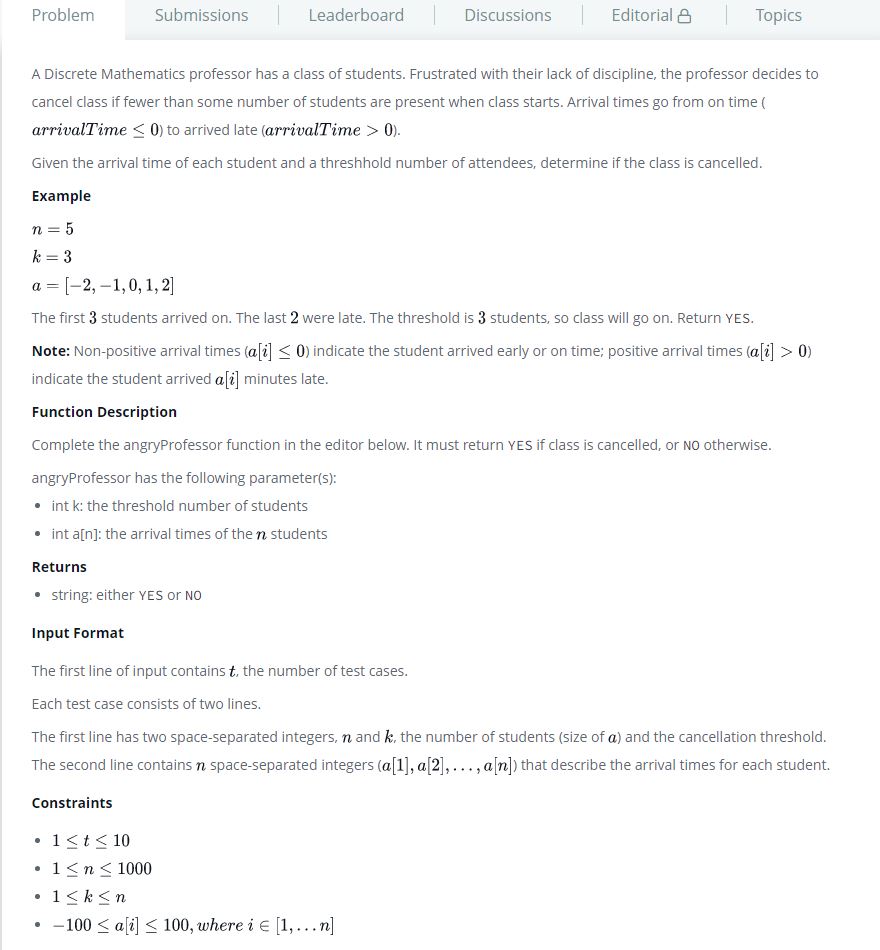 Problem Submissions Leaderboard Discussions Editorial Topics
A Discrete Mathematics professor has a class of students. Frustrated with their lack of discipline, the professor decides to
cancel class if fewer than some number of students are present when class starts. Arrival times go from on time (
arrivalTime ≤ 0) to arrived late (arrivalTime > 0).
Given the arrival time of each student and a threshhold number of attendees, determine if the class is cancelled.
Example
n = 5
k = 3
a = [−2, −1, 0, 1, 2]
The first 3 students arrived on. The last 2 were late. The threshold is 3 students, so class will go on. Return YES.
Note: Non-positive arrival times (a[i] ≤ 0) indicate the student arrived early or on time; positive arrival times (a[i] > 0)
indicate the student arrived a[i] minutes late.
Function Description
Complete the angryProfessor function in the editor below. It must return YES if class is cancelled, or NO otherwise.
angryProfessor has the following parameter(s):
• int k: the threshold number of students
• int a[n]: the arrival times of the n students
Returns
• string: either YES or NO
Input Format
The first line of input contains t, the number of test cases.
Each test case consists of two lines.
The first line has two space-separated integers, n and k, the number of students (size of a) and the cancellation threshold.
The second line contains n space-separated integers (a[1], a[2], . . . , a[n]) that describe the arrival times for each student.
Constraints
• 1 ≤ t ≤ 10
• 1 ≤ n ≤ 1000
• 1 ≤ k ≤ n
• −100 ≤ a[i] ≤ 100, where i ∈ [1, . . . n]